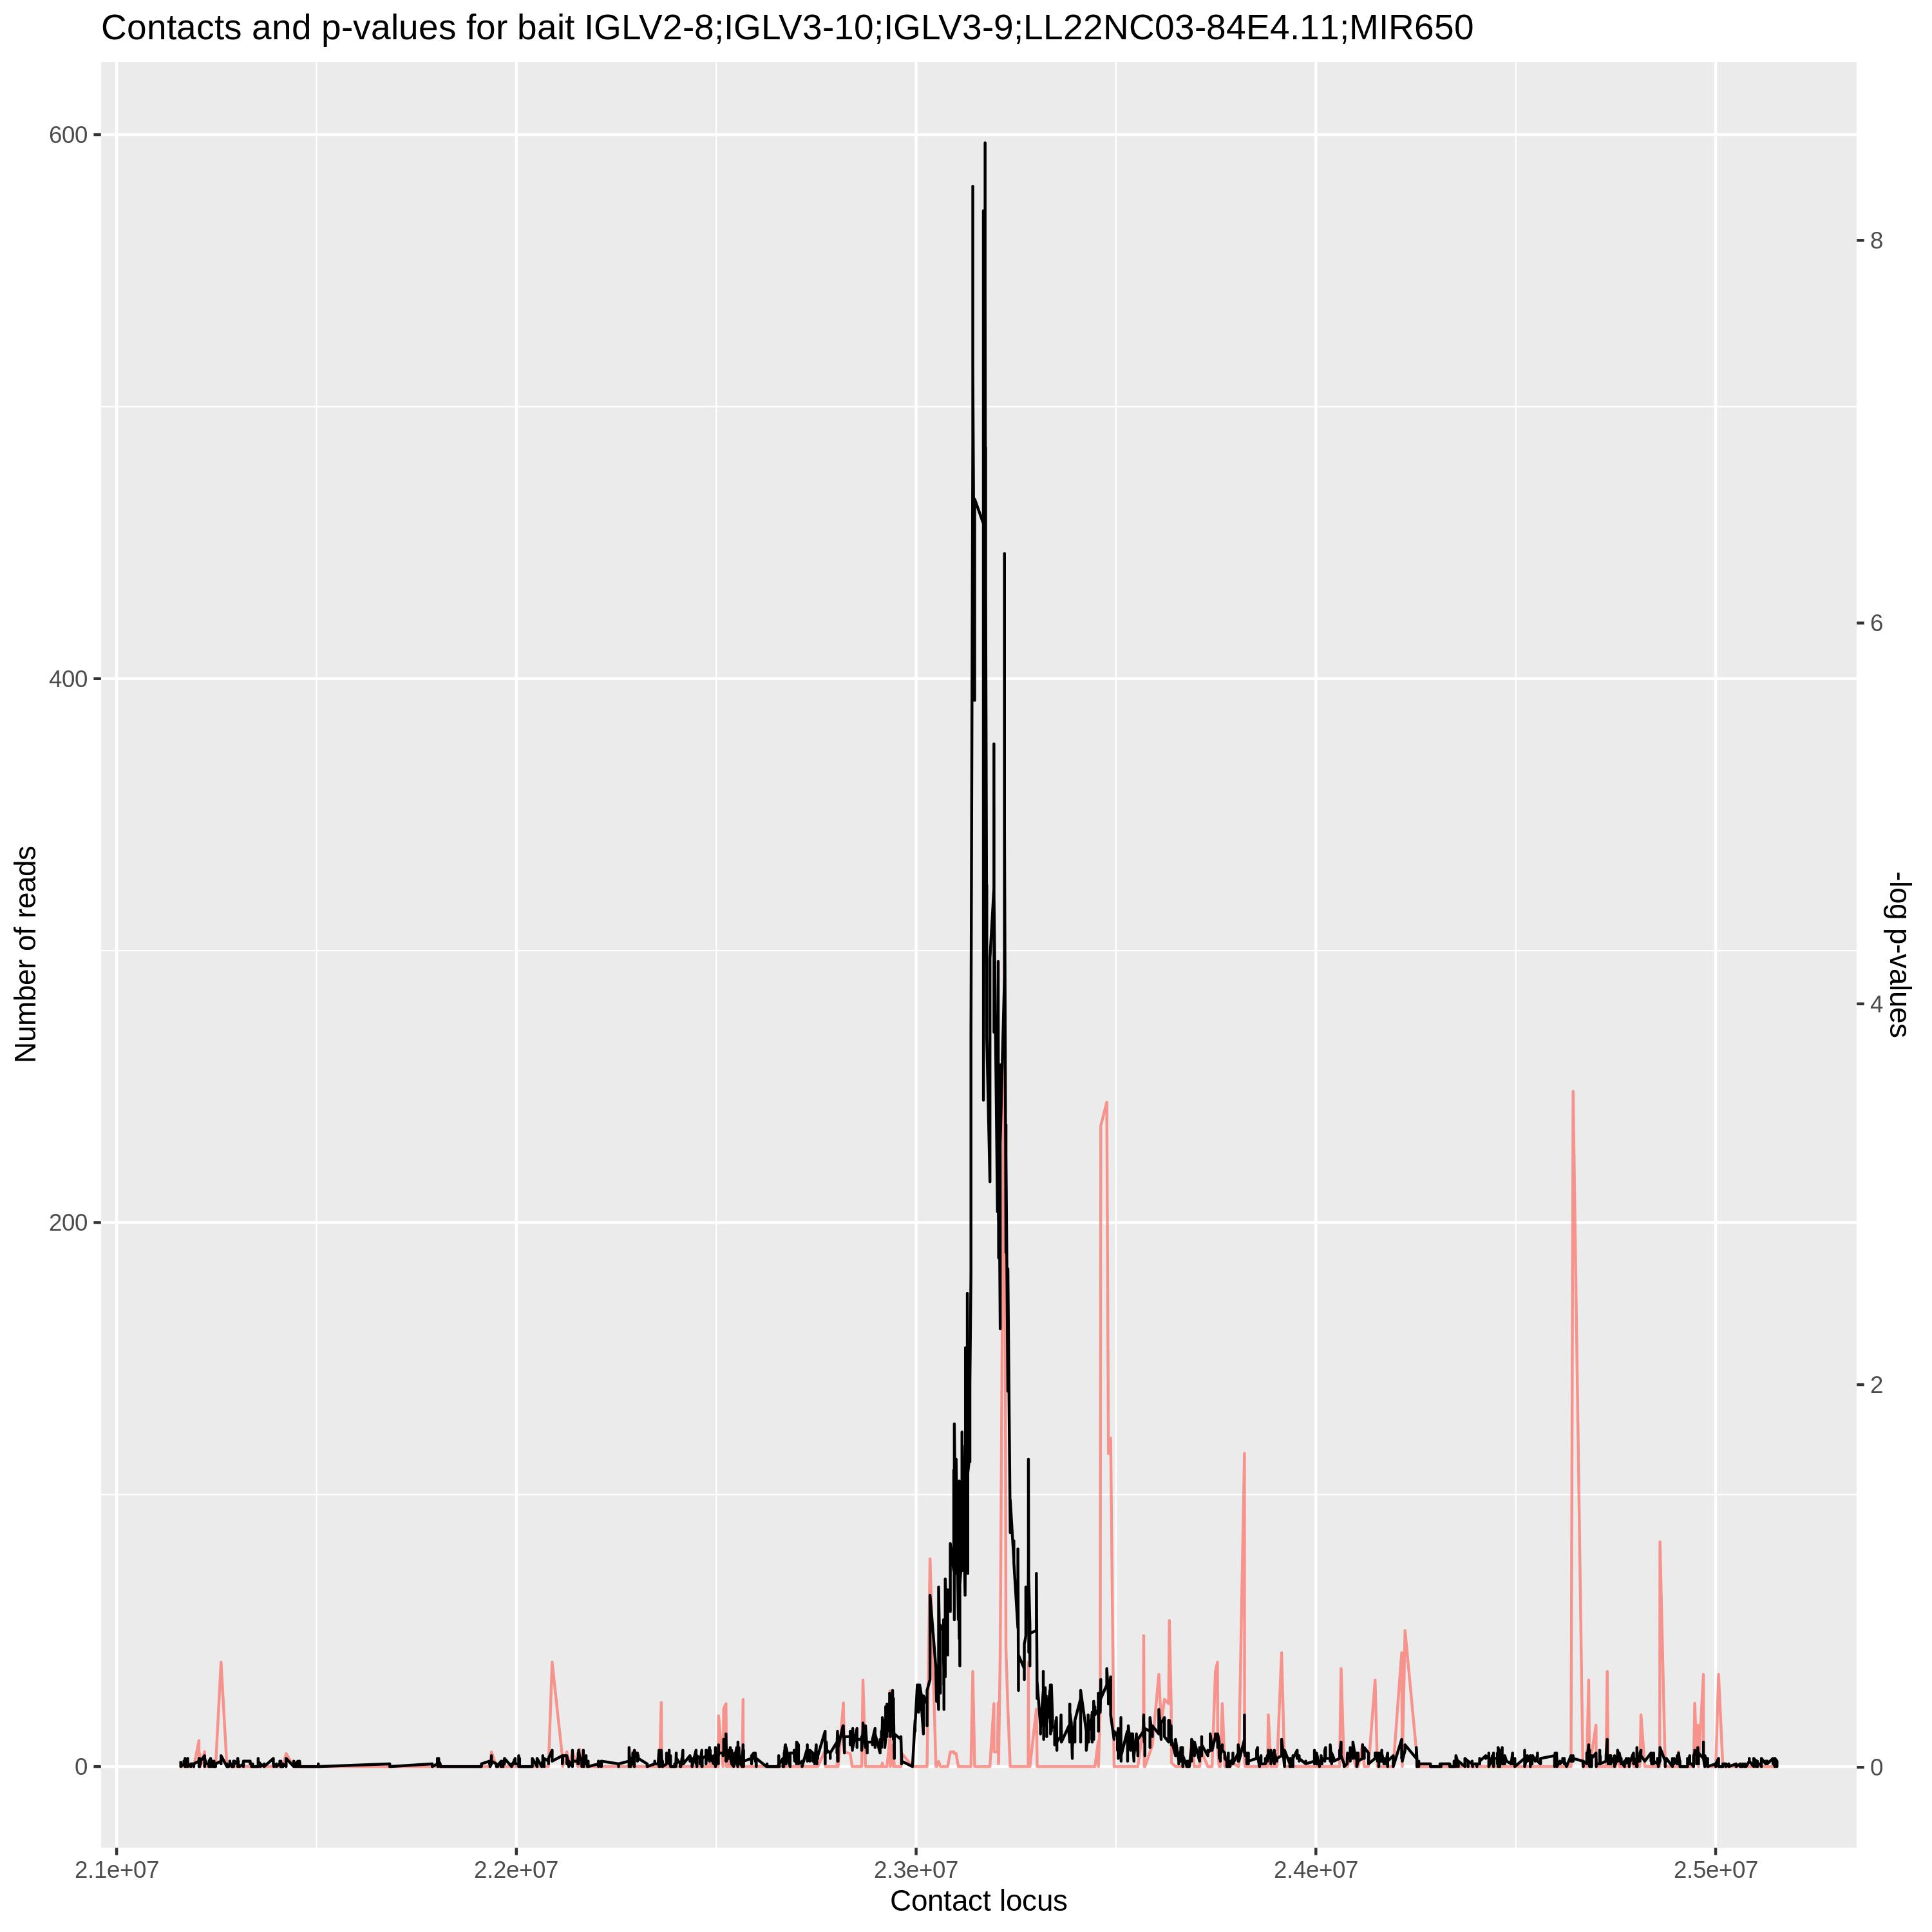 Contacts and p-values for bait IGLV2-8;IGLV3-10;IGLV3-9;LL22NC03-84E4.11;MIR650
600
400
200
0
Number of reads
8
6
4
2
0
-log p-values
2.1e+07
2.2e+07
2.3e+07
2.4e+07
2.5e+07
Contact locus